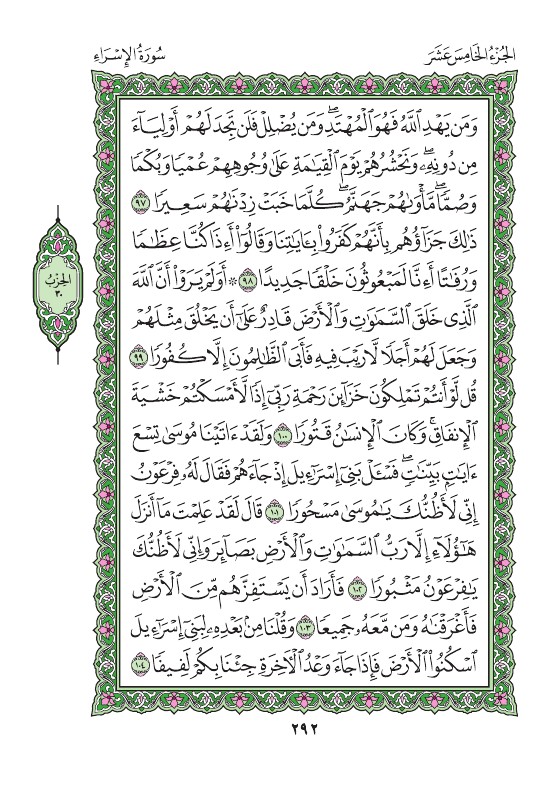 الجُزْءُ الخَامِسَ عَشَرَ
سُورَةُ الإِسْرَاءِ
وَمَن يَهْدِ ٱللَّهُ فَهُوَ ٱلْمُهْتَدِۖ وَمَن يُضْلِلْ فَلَن تَجِدَ لَهُمْ أَوْلِيَآءَ
مِن دُونِهِۦۖ وَنَحْشُرُهُمْ يَوْمَ ٱلْقِيَٰمَةِ عَلَىٰ وُجُوهِهِمْ عُمْيًا وَبُكْمًا
وَصُمًّاۖ مَّأْوَىٰهُمْ جَهَنَّمُۖ كُلَّمَا خَبَتْ زِدْنَٰهُمْ سَعِيرًا ٩٧
ذَٰلِكَ جَزَآؤُهُم بِأَنَّهُمْ كَفَرُوا۟ بِـَٔايَٰتِنَا وَقَالُوٓا۟ أَءِذَا كُنَّا عِظَٰمًا
وَرُفَٰتًا أَءِنَّا لَمَبْعُوثُونَ خَلْقًا جَدِيدًا ٩٨ ۞ أَوَلَمْ يَرَوْا۟ أَنَّ ٱللَّهَ
ٱلَّذِى خَلَقَ ٱلسَّمَٰوَٰتِ وَٱلْأَرْضَ قَادِرٌ عَلَىٰٓ أَن يَخْلُقَ مِثْلَهُمْ
وَجَعَلَ لَهُمْ أَجَلًا لَّا رَيْبَ فِيهِ فَأَبَى ٱلظَّٰلِمُونَ إِلَّا كُفُورًا ٩٩
قُل لَّوْ أَنتُمْ تَمْلِكُونَ خَزَآئِنَ رَحْمَةِ رَبِّىٓ إِذًا لَّأَمْسَكْتُمْ خَشْيَةَ
ٱلْإِنفَاقِۚ وَكَانَ ٱلْإِنسَٰنُ قَتُورًا ١٠٠ وَلَقَدْ ءَاتَيْنَا مُوسَىٰ تِسْعَ
ءَايَٰتٍۭ بَيِّنَٰتٍۖ فَسْـَٔلْ بَنِىٓ إِسْرَٰٓءِيلَ إِذْ جَآءَهُمْ فَقَالَ لَهُۥ فِرْعَوْنُ
إِنِّى لَأَظُنُّكَ يَٰمُوسَىٰ مَسْحُورًا ١٠١ قَالَ لَقَدْ عَلِمْتَ مَآ أَنزَلَ
هَٰٓؤُلَآءِ إِلَّا رَبُّ ٱلسَّمَٰوَٰتِ وَٱلْأَرْضِ بَصَآئِرَ وَإِنِّى لَأَظُنُّكَ
يَٰفِرْعَوْنُ مَثْبُورًا ١٠٢ فَأَرَادَ أَن يَسْتَفِزَّهُم مِّنَ ٱلْأَرْضِ
فَأَغْرَقْنَٰهُ وَمَن مَّعَهُۥ جَمِيعًا ١٠٣ وَقُلْنَا مِنۢ بَعْدِهِۦ لِبَنِىٓ إِسْرَٰٓءِيلَ
ٱسْكُنُوا۟ ٱلْأَرْضَ فَإِذَا جَآءَ وَعْدُ ٱلْءَاخِرَةِ جِئْنَا بِكُمْ لَفِيفًا ١٠٤
الحِزْبُ
٣٠
٢٩٢